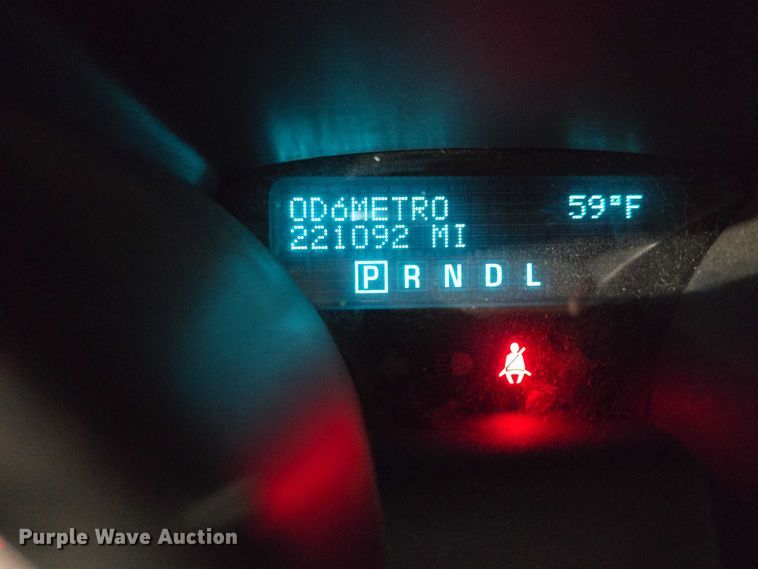 ODóMETRO 59°F
221092 MI
P R N D L
Purple Wave Auction